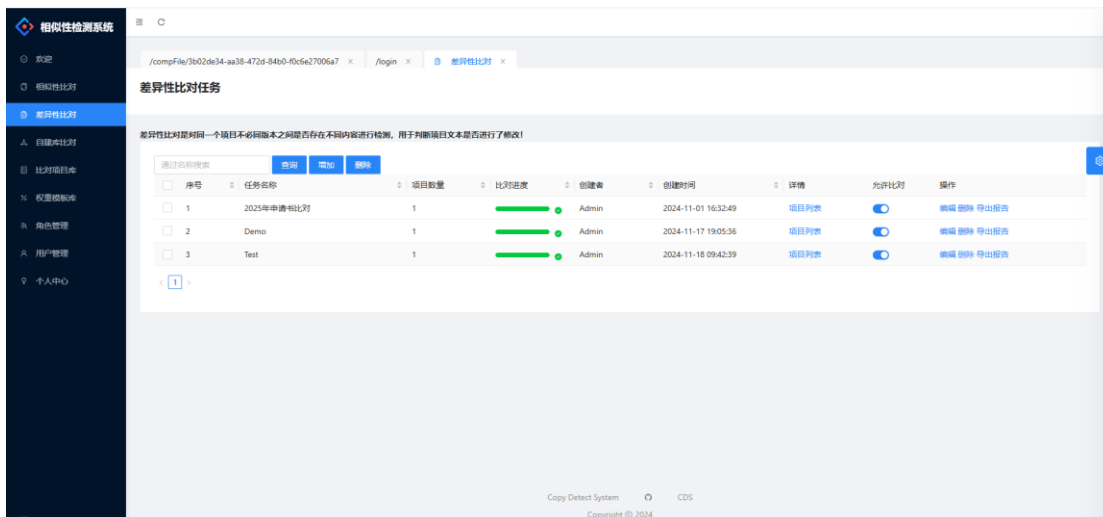 相似性检测系统
欢迎
相似性比对
差异性比对
自建库比对
比对项目库
权重模板库
角色管理
用户管理
个人中心
/compFile/3b02de34-aa38-472d-84b0-f0c6e27006a7 × /login × 差异性比对 ×
差异性比对任务
差异性比对是对同一个项目不必同版本之间是否存在不同内容进行检测，用于判断项目文本是否进行了修改!
通过名称搜索 查询 增加 删除
序号 任务名称 项目数量 比对进度 创建者 创建时间 详情 允许比对 操作
1 2025年申请书比对 1 Admin 2024-11-01 16:32:49 项目列表 编辑 删除 导出报告
2 Demo 1 Admin 2024-11-17 19:05:36 项目列表 编辑 删除 导出报告
3 Test 1 Admin 2024-11-18 09:42:39 项目列表 编辑 删除 导出报告
< 1 >
Copy Detect System CDS
Copyright © 2024